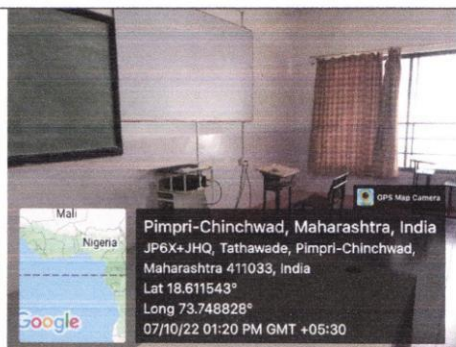 GPS Map Camera
Mali
Nigeria
Google
Pimpri-Chinchwad, Maharashtra, India
JP6X+JHQ, Tathawade, Pimpri-Chinchwad,
Maharashtra 411033, India
Lat 18.611543°
Long 73.748828°
07/10/22 01:20 PM GMT +05:30